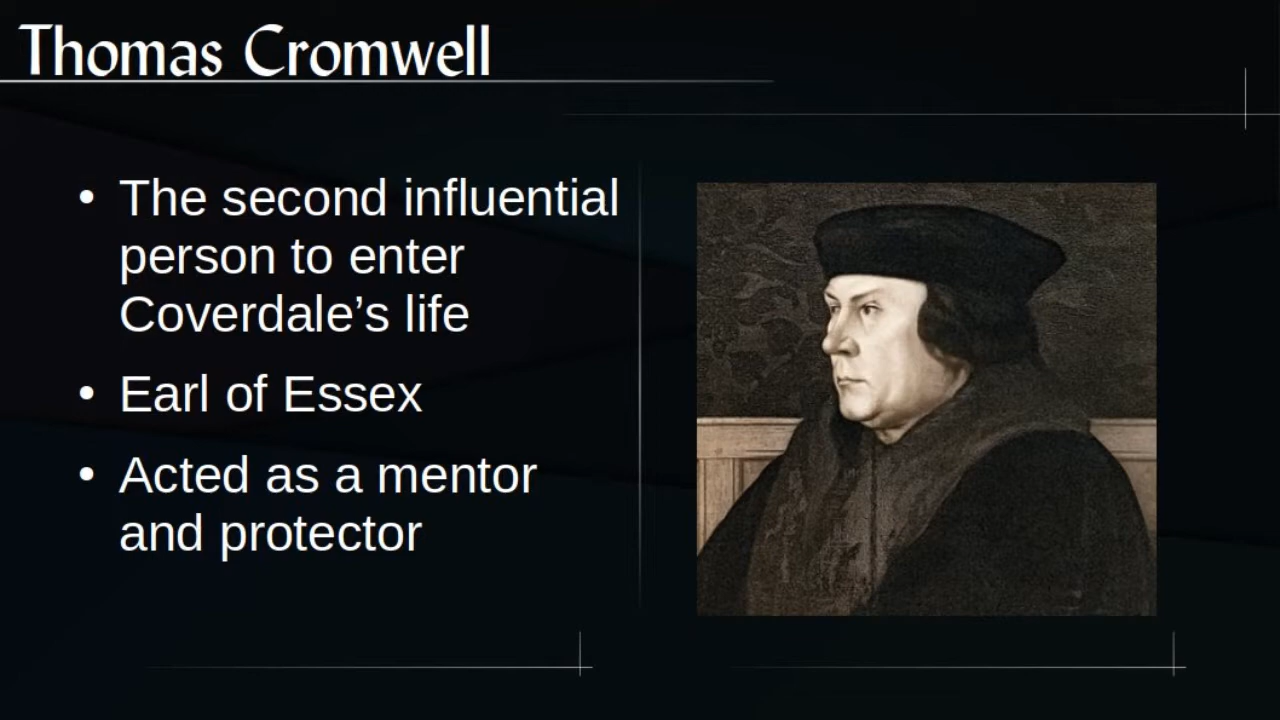 Thomas Cromwell
• The second influential
person to enter
Coverdale’s life
• Earl of Essex
• Acted as a mentor
and protector